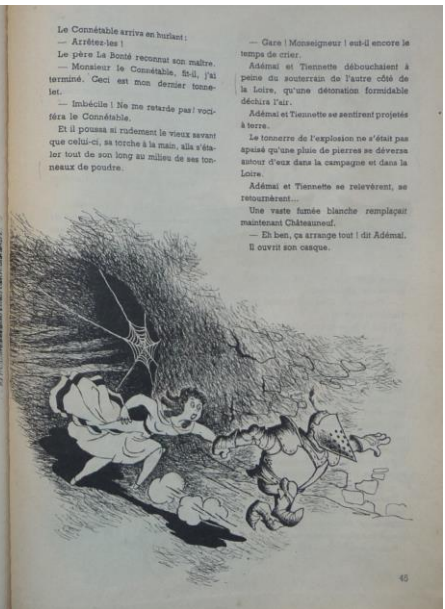 Le Connétable arriva en hurlant :
— Arrêtez-les !
Le père La Bonté reconnut son maître.
— Monsieur le Connétable, fit-il, j'ai
terminé. Ceci est mon dernier tonne-
let.
— Imbécile ! Ne me retarde pas ! voci-
féra le Connétable.
Et il poussa si rudement le vieux savant
que celui-ci, sa torche à la main, alla s'éta-
ler tout de son long au milieu de ses ton-
neaux de poudre.
— Gare ! Monseigneur ! eut-il encore le
temps de crier.
Adémaï et Tiennette débouchaient à
peine du souterrain de l'autre côté de
la Loire, qu'une détonation formidable
déchira l'air.
Adémaï et Tiennette se sentirent projetés
à terre.
Le tonnerre de l'explosion ne s'était pas
apaisé qu'une pluie de pierres se déversa
autour d'eux dans la campagne et dans la
Loire.
Adémaï et Tiennette se relevèrent, se
retournèrent...
Une vaste fumée blanche remplaçait
maintenant Châteauneuf.
— Eh ben, ça arrange tout ! dit Adémaï.
Il ouvrit son casque.
45